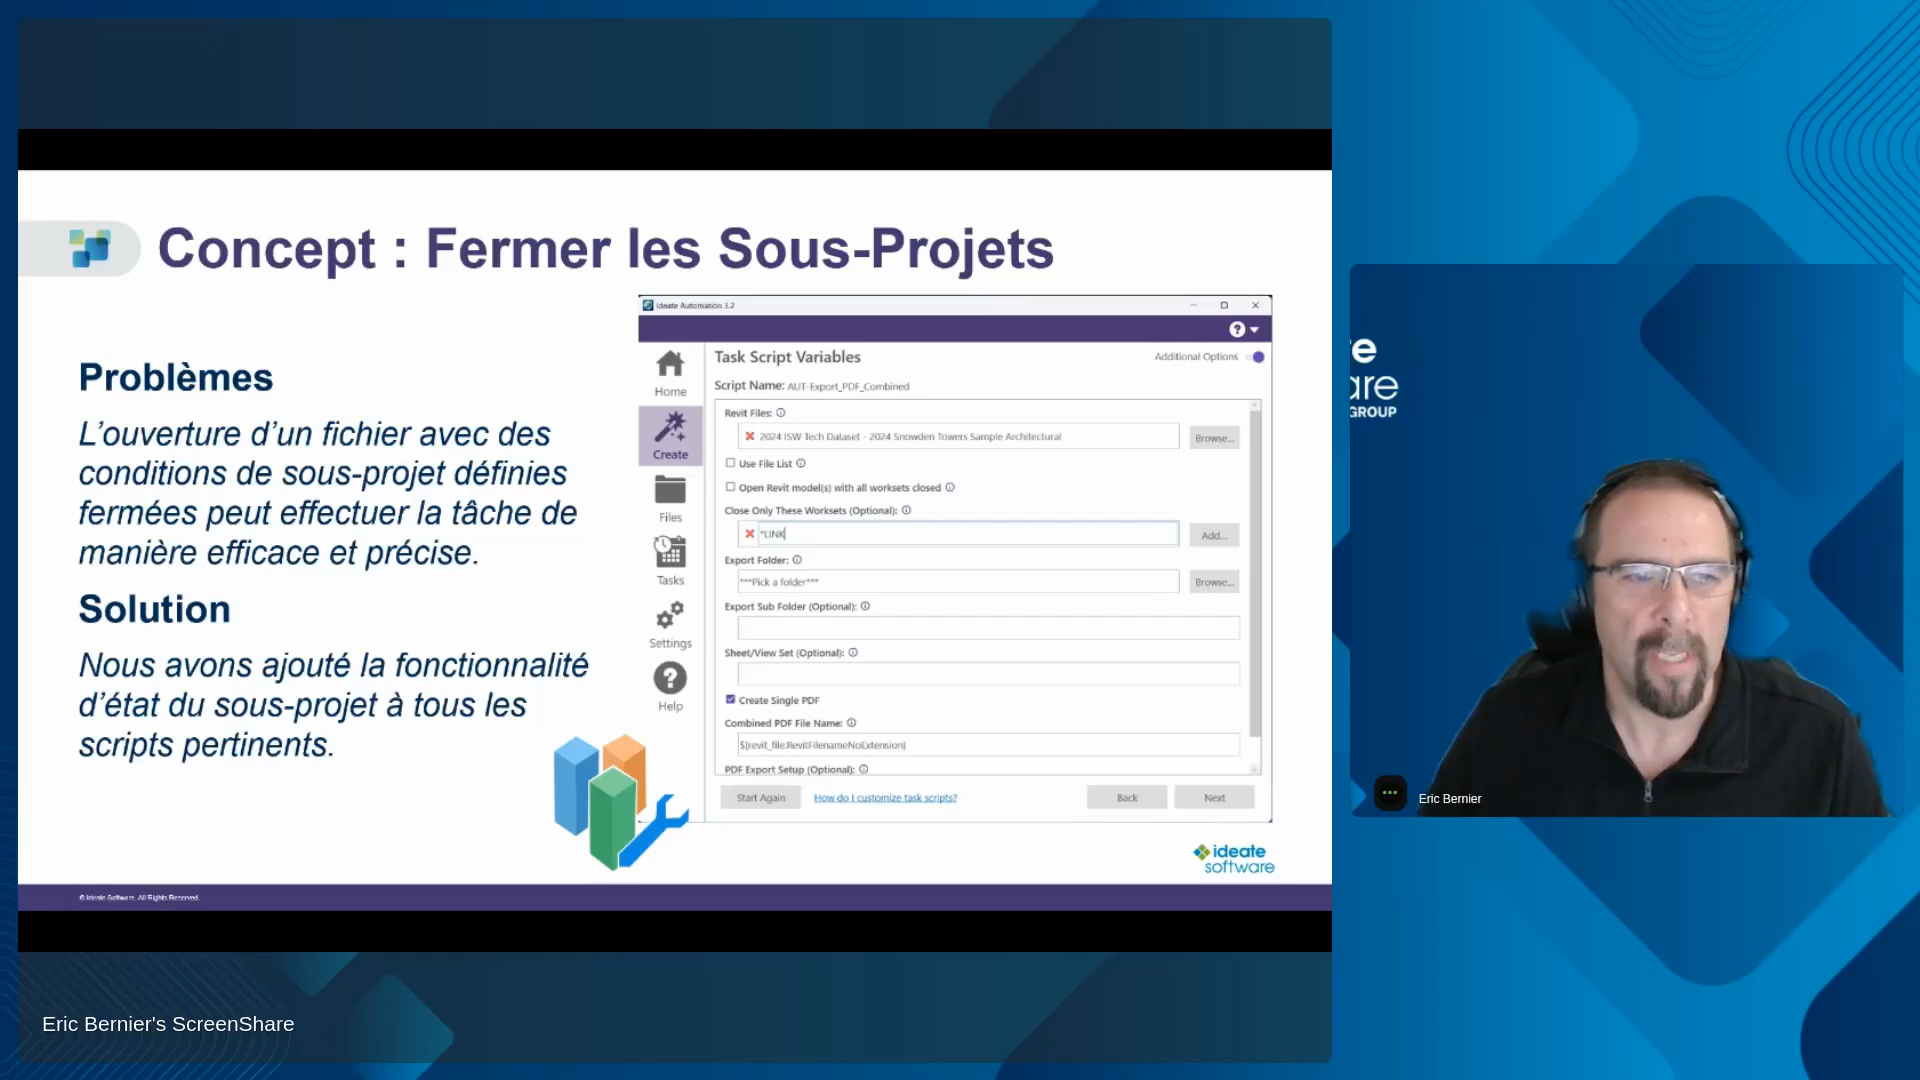 Concept : Fermer les Sous-Projets
Problèmes
L’ouverture d’un fichier avec des
conditions de sous-projet définies
fermées peut effectuer la tâche de
manière efficace et précise.
Solution
Nous avons ajouté la fonctionnalité
d’état du sous-projet à tous les
scripts pertinents.
Ideate Automation 3.2
Home
Create
Files
Tasks
Settings
Help
Task Script Variables
Additional Options
Script Name: AUT-Export_PDF_Combined
Revit Files:
2024 ISW Tech Dataset - 2024 Snowden Towers Sample Architectural
Browse...
Use File List
Open Revit model(s) with all worksets closed
Close Only These Worksets (Optional):
*LINK
Add...
Export Folder:
***Pick a folder***
Browse...
Export Sub Folder (Optional):
Sheet/View Set (Optional):
Create Single PDF
Combined PDF File Name:
$(revit_file:RevitFilenameNoExtension)
PDF Export Setup (Optional):
Start Again
How do I customize task scripts?
Back
Next
ideate
software
© Ideate Software. All Rights Reserved.
Eric Bernier's ScreenShare
e
are
GROUP
Eric Bernier